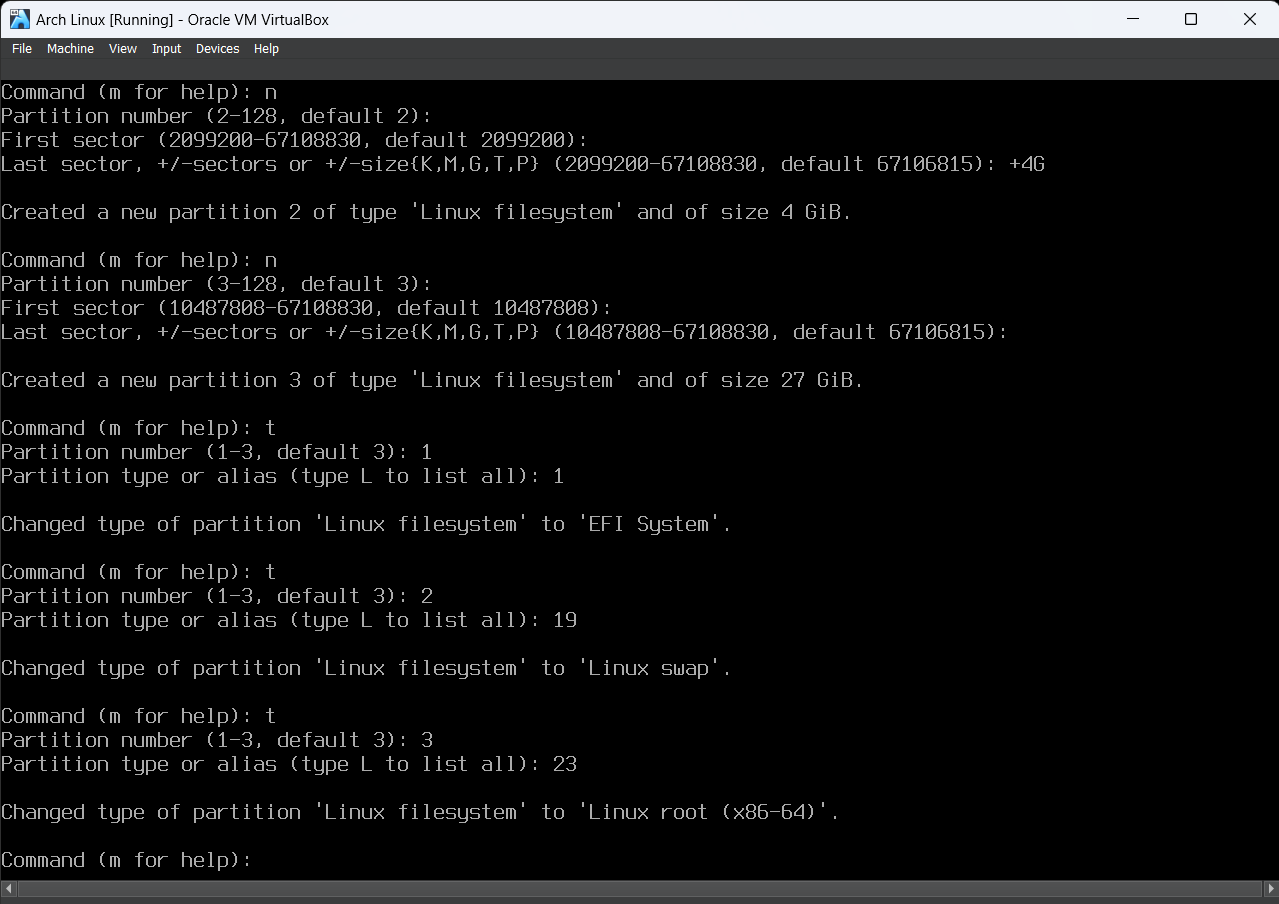 Arch Linux [Running] - Oracle VM VirtualBox
File Machine View Input Devices Help
Command (m for help): n
Partition number (2-128, default 2):
First sector (2099200-67108830, default 2099200):
Last sector, +/-sectors or +/-size{K,M,G,T,P} (2099200-67108830, default 67106815): +4G
Created a new partition 2 of type 'Linux filesystem' and of size 4 GiB.
Command (m for help): n
Partition number (3-128, default 3):
First sector (10487808-67108830, default 10487808):
Last sector, +/-sectors or +/-size{K,M,G,T,P} (10487808-67108830, default 67106815):
Created a new partition 3 of type 'Linux filesystem' and of size 27 GiB.
Command (m for help): t
Partition number (1-3, default 3): 1
Partition type or alias (type L to list all): 1
Changed type of partition 'Linux filesystem' to 'EFI System'.
Command (m for help): t
Partition number (1-3, default 3): 2
Partition type or alias (type L to list all): 19
Changed type of partition 'Linux filesystem' to 'Linux swap'.
Command (m for help): t
Partition number (1-3, default 3): 3
Partition type or alias (type L to list all): 23
Changed type of partition 'Linux filesystem' to 'Linux root (x86-64)'.
Command (m for help):